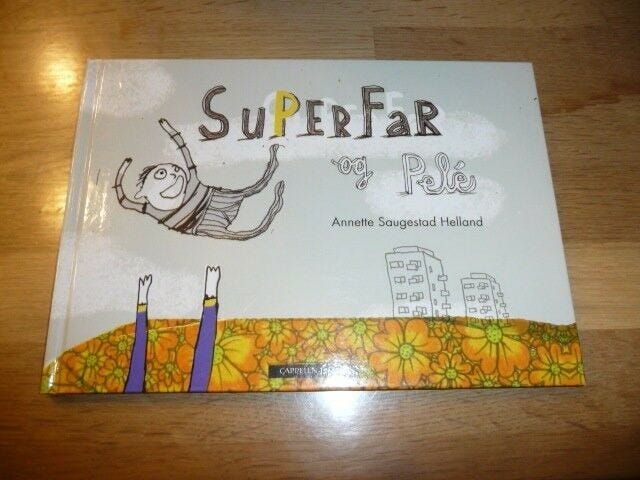 SuPERFaR
og Pelé
Annette Saugestad Helland
CAPPELEN